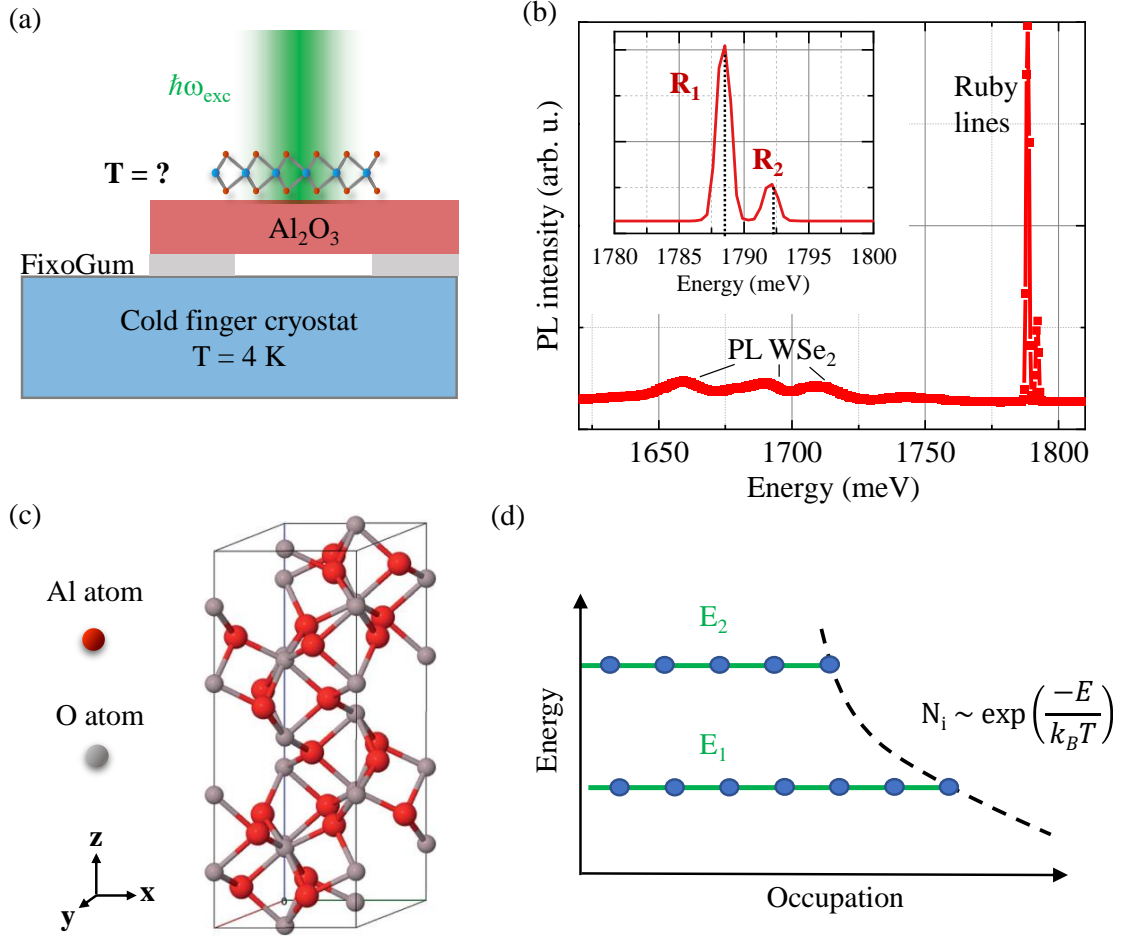 (a)
ħω_exc
T = ?
Al₂O₃
FixoGum
Cold finger cryostat
T = 4 K
(b)
PL intensity (arb. u.)
R₁
R₂
1780 1785 1790 1795 1800
Energy (meV)
Ruby
lines
PL WSe₂
1650 1700 1750 1800
Energy (meV)
(c)
Al atom
O atom
z
x
y
(d)
Energy
E₂
E₁
N_i ~ exp(-E/k_BT)
Occupation